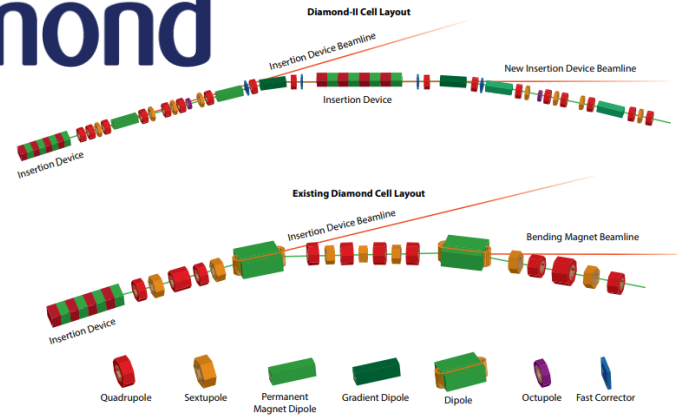 mond
Diamond-II Cell Layout
Insertion Device Beamline
New Insertion Device Beamline
Insertion Device
Insertion Device
Existing Diamond Cell Layout
Insertion Device Beamline
Bending Magnet Beamline
Insertion Device
Quadrupole
Sextupole
Permanent
Magnet Dipole
Gradient Dipole
Dipole
Octupole
Fast Corrector